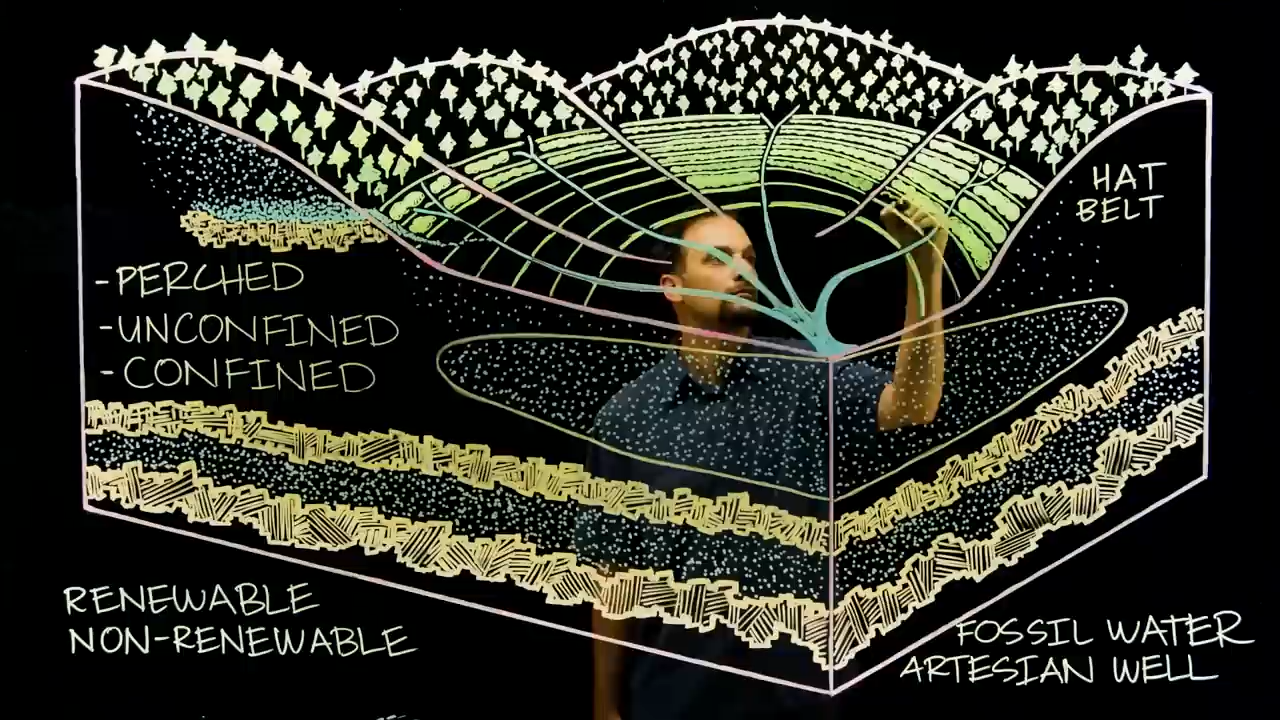 HAT
BELT
-PERCHED
-UNCONFINED
-CONFINED
RENEWABLE
NON-RENEWABLE
FOSSIL WATER
ARTESIAN WELL